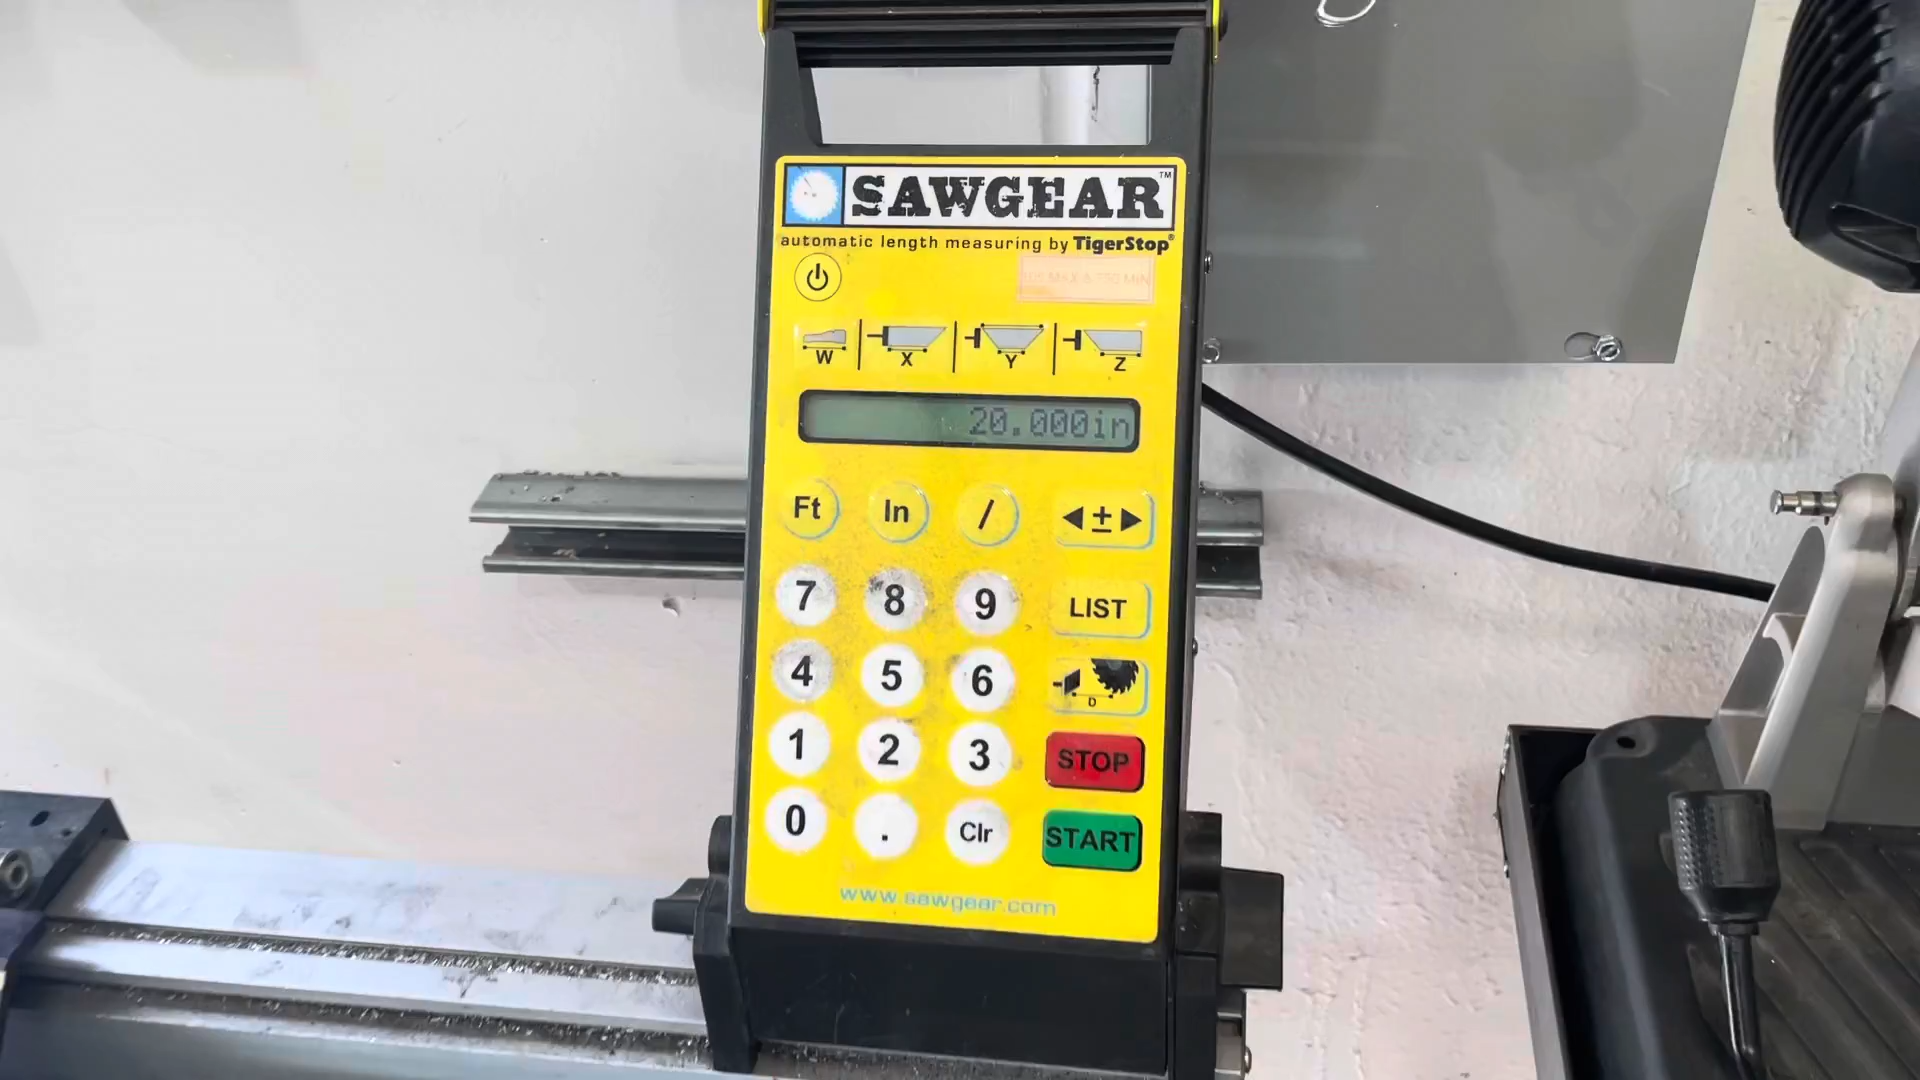 SAWGEAR™
automatic length measuring by TigerStop®
W X Y Z
20.000in
Ft In / ±
7 8 9 LIST
4 5 6 D
1 2 3 STOP
0 . Clr START
www.sawgear.com